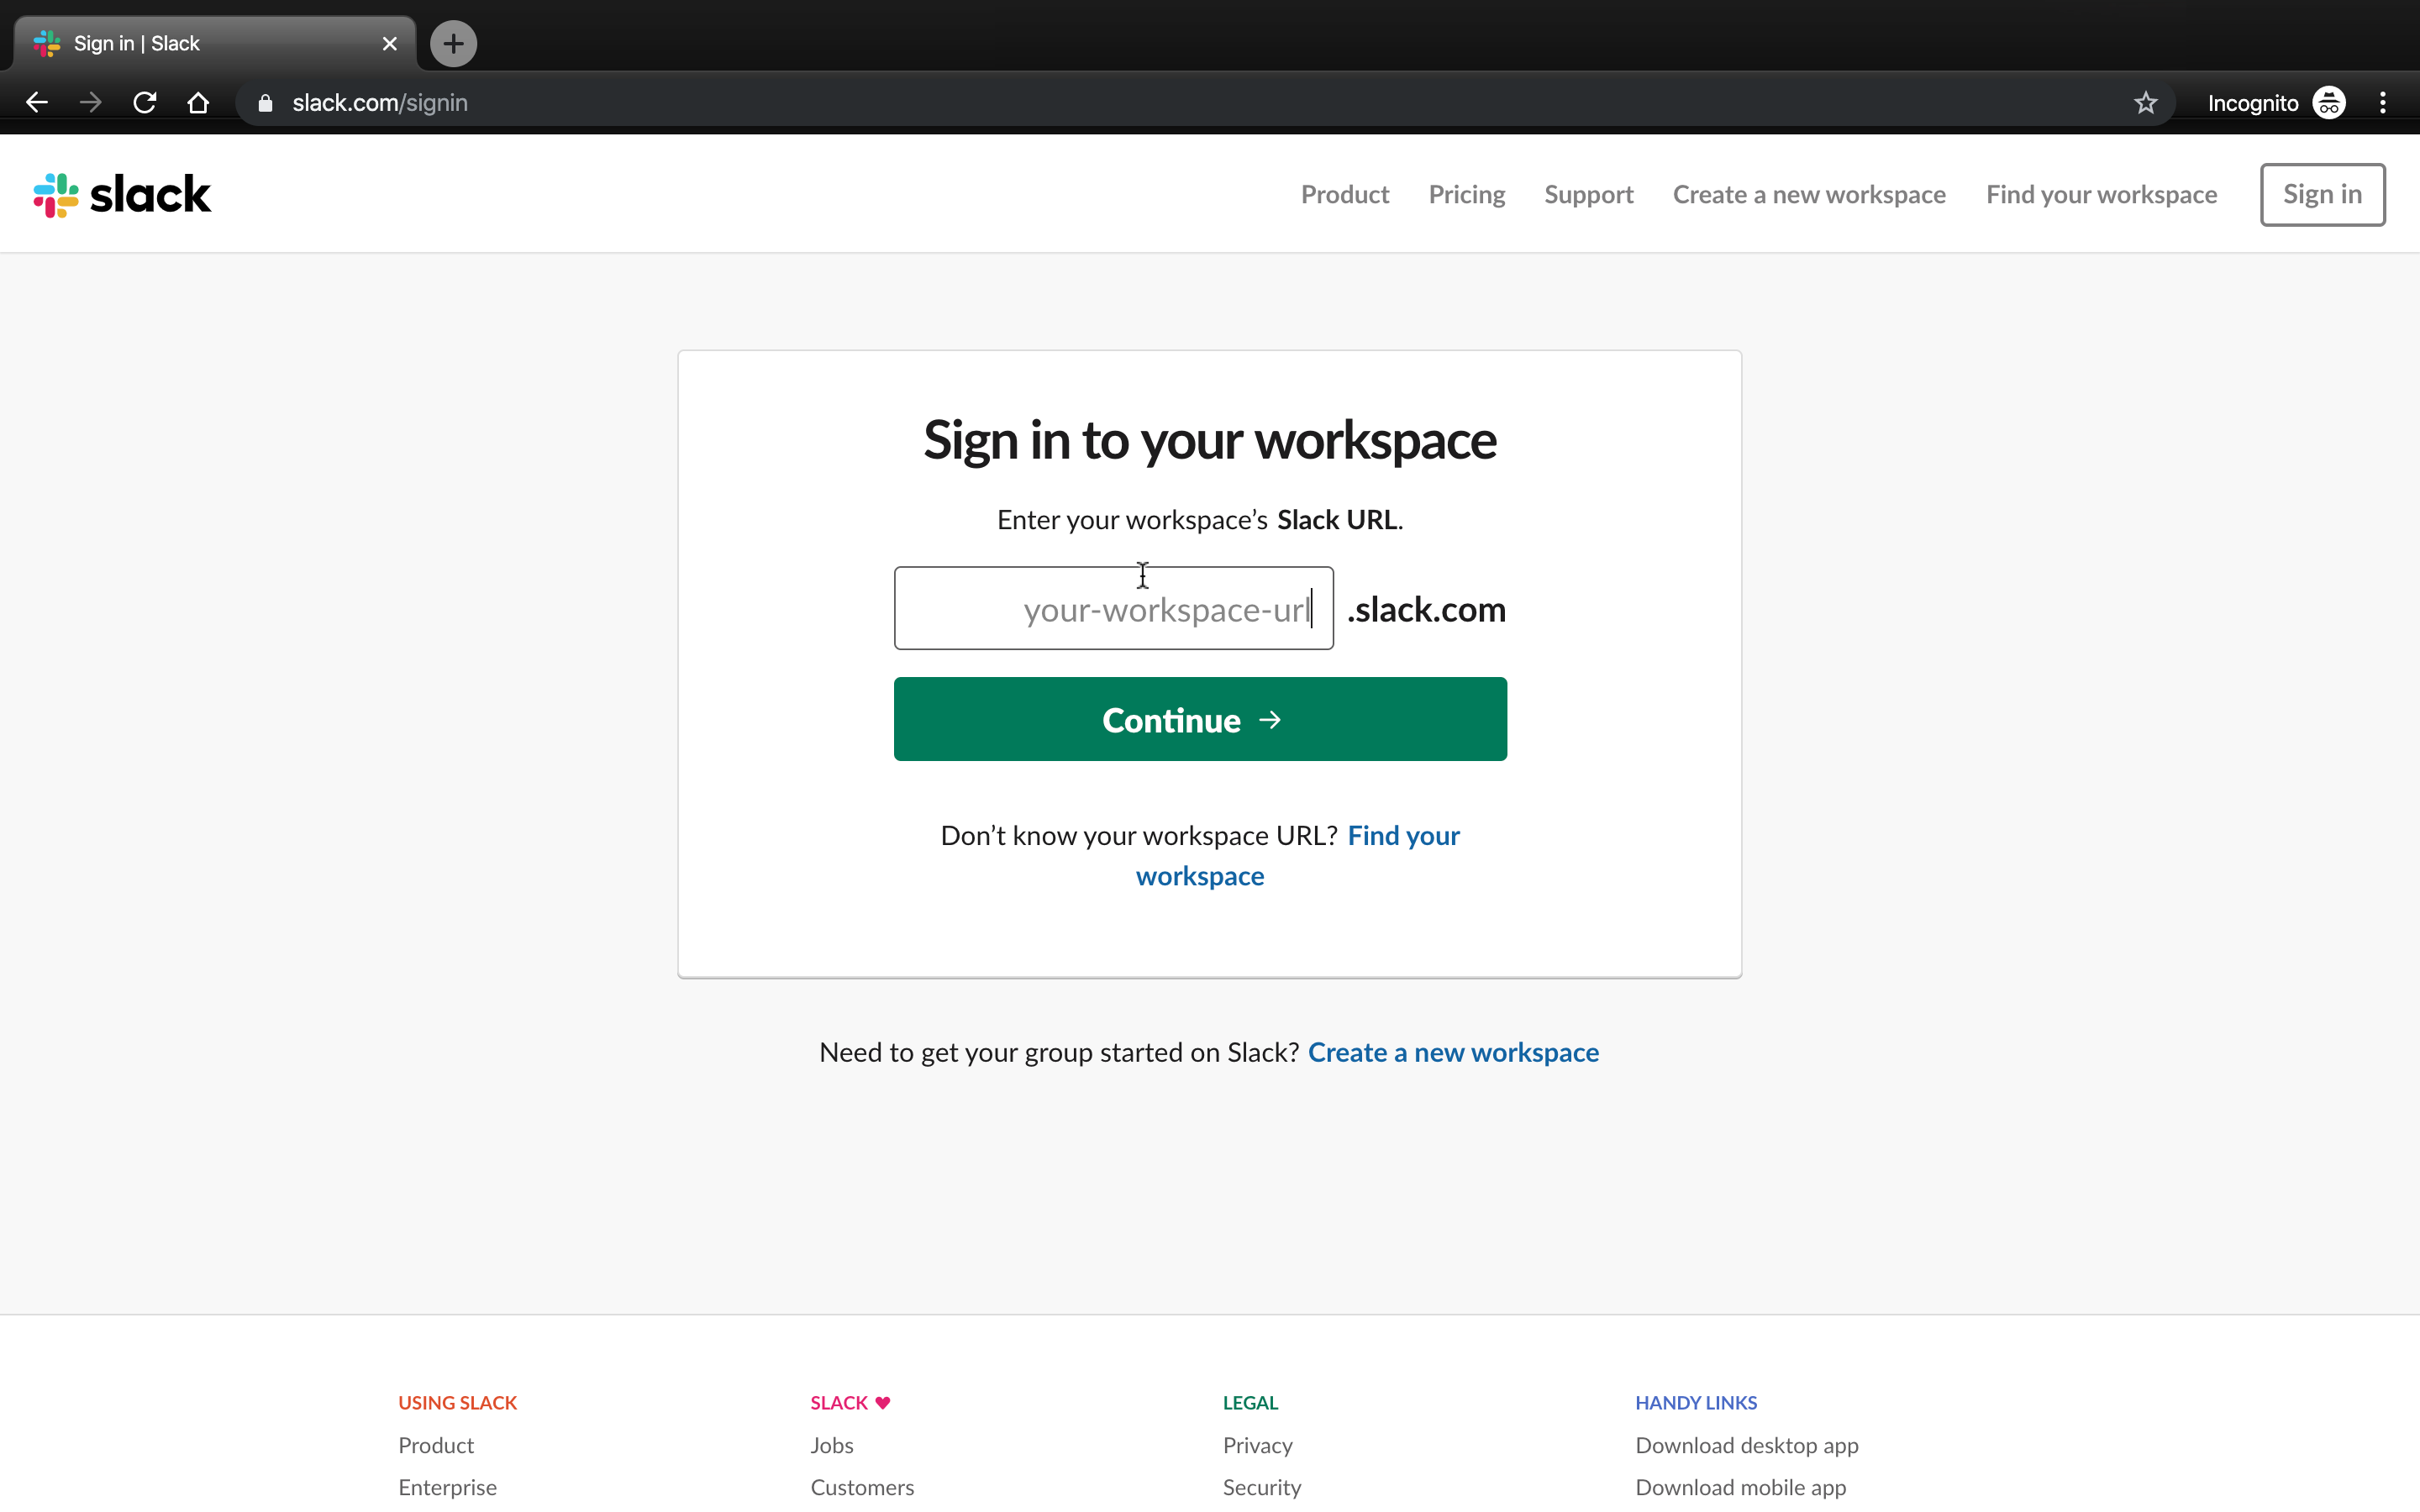 Sign in | Slack
slack.com/signin
Incognito
slack
Product Pricing Support Create a new workspace Find your workspace Sign in
Sign in to your workspace
Enter your workspace’s Slack URL.
your-workspace-url .slack.com
Continue →
Don’t know your workspace URL? Find your
workspace
Need to get your group started on Slack? Create a new workspace
USING SLACK
Product
Enterprise
SLACK ♥
Jobs
Customers
LEGAL
Privacy
Security
HANDY LINKS
Download desktop app
Download mobile app